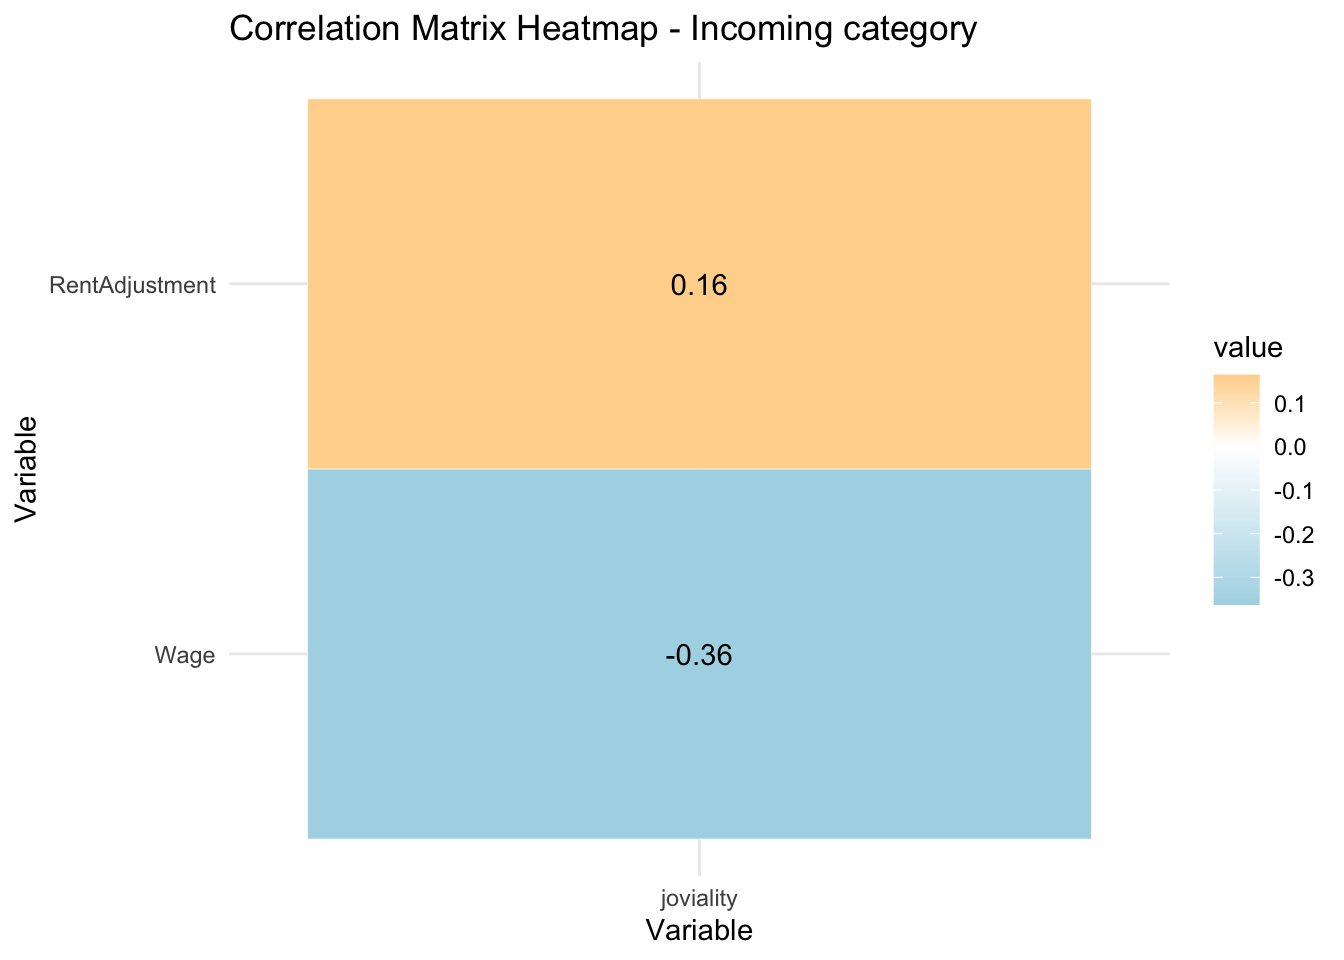 Correlation Matrix Heatmap - Incoming category
RentAdjustment
0.16
Wage
-0.36
Variable
joviality
Variable
value
0.1
0.0
-0.1
-0.2
-0.3